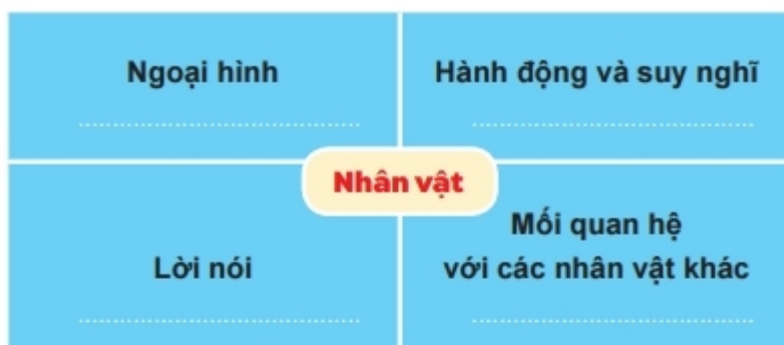 Ngoại hình
Hành động và suy nghĩ
Nhân vật
Lời nói
Mối quan hệ
với các nhân vật khác